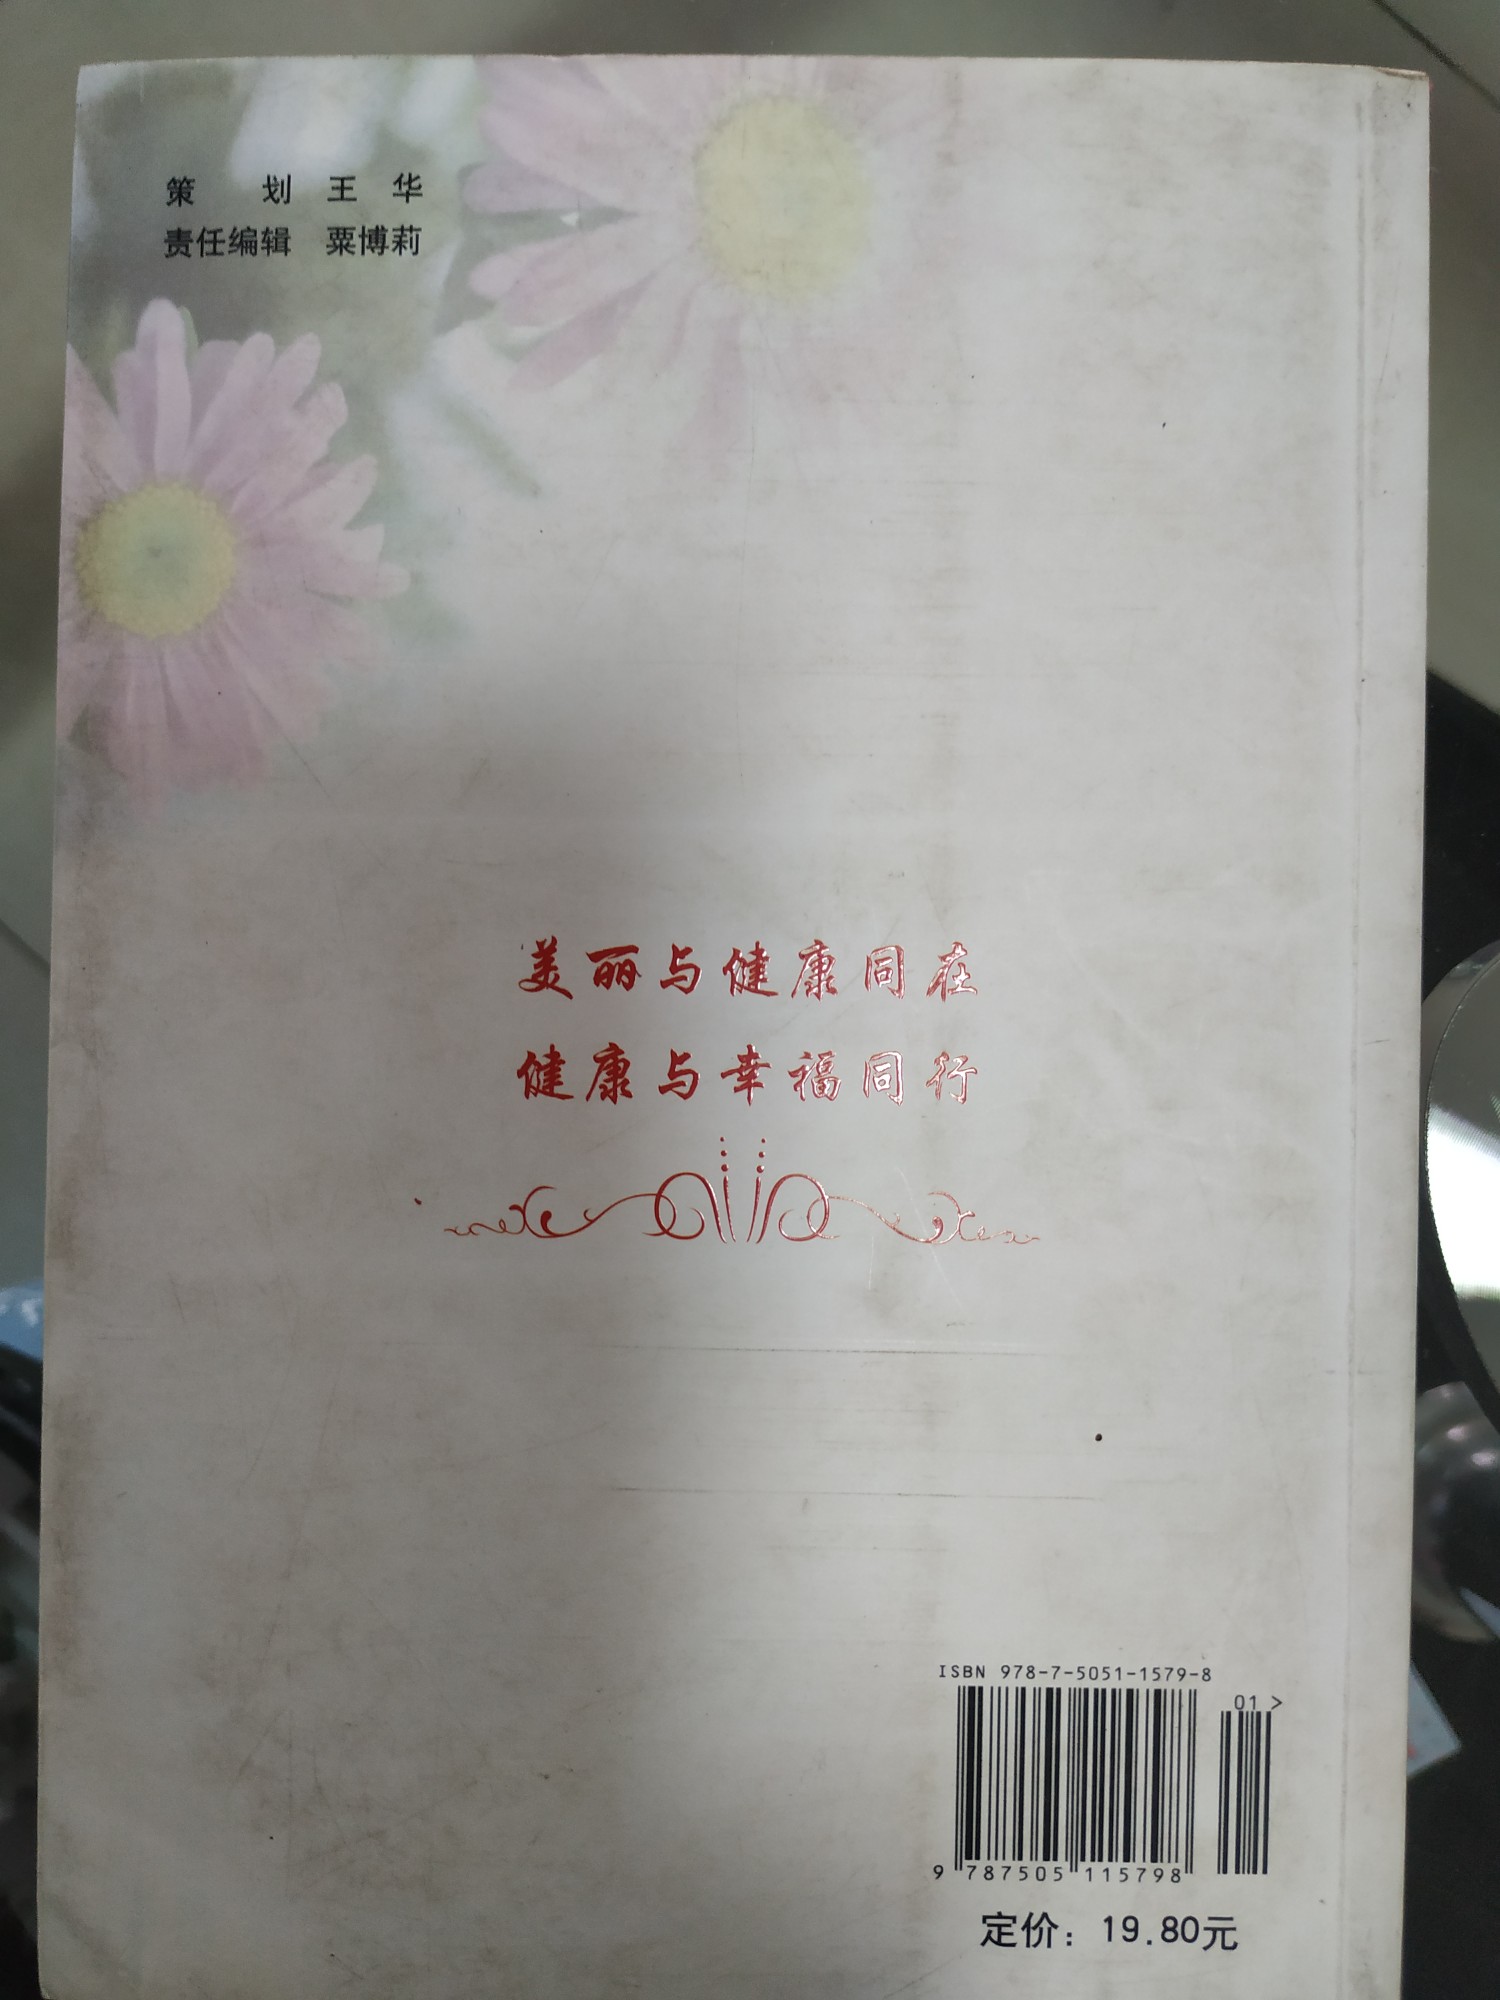 策　　划　王　华
责任编辑　粟博莉
美丽与健康同在
健康与幸福同行
ISBN 978-7-5051-1579-8
01 >
9 787505 115798
定价：19.80元